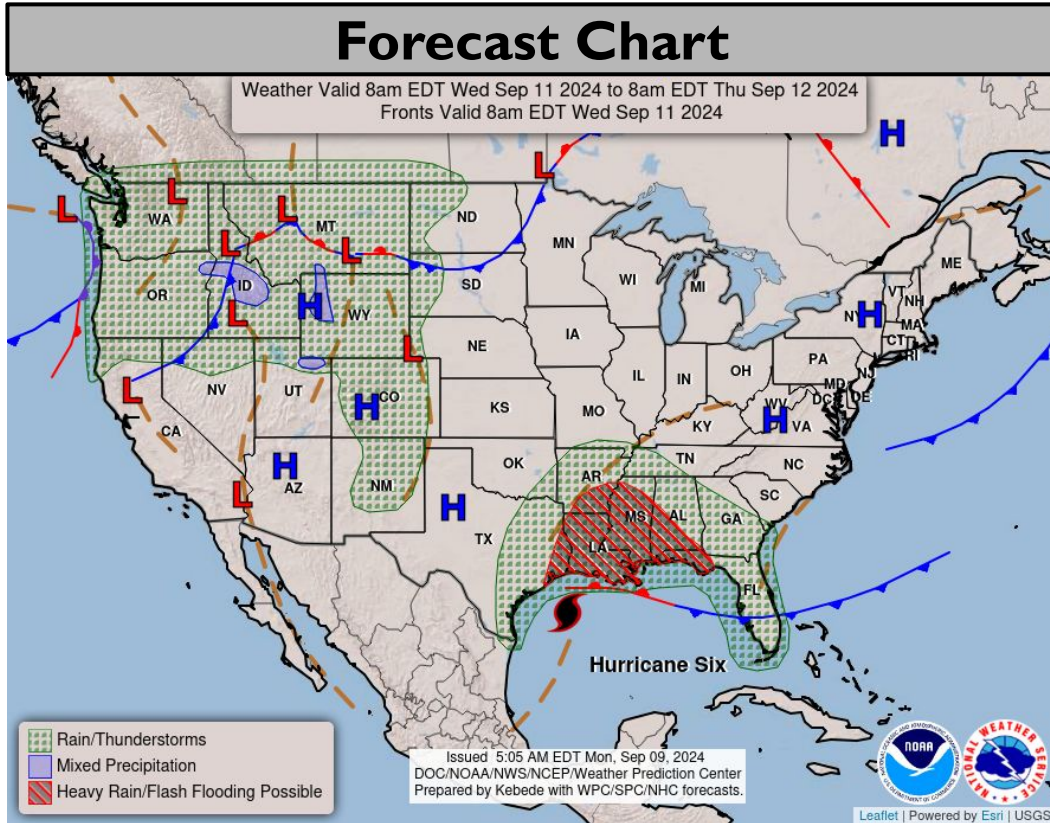 Forecast Chart
Weather Valid 8am EDT Wed Sep 11 2024 to 8am EDT Thu Sep 12 2024
Fronts Valid 8am EDT Wed Sep 11 2024
H
L
L
L
WA
L
MT
ND
MN
L
L
OR
ID
H
WY
SD
WI
MI
ME
VT
NH
NY
H
MA
CT
RI
L
IA
NE
L
PA
NJ
OH
IN
IL
MD
DE
DC
L
NV
UT
H
CO
KS
MO
WV
H
VA
KY
CA
H
AZ
NM
OK
AR
TN
NC
SC
L
H
TX
MS
AL
GA
LA
FL
Hurricane Six
Rain/Thunderstorms
Mixed Precipitation
Heavy Rain/Flash Flooding Possible
Issued 5:05 AM EDT Mon, Sep 09, 2024
DOC/NOAA/NWS/NCEP/Weather Prediction Center
Prepared by Kebede with WPC/SPC/NHC forecasts.
NOAA
NATIONAL WEATHER SERVICE
Leaflet | Powered by Esri | USGS